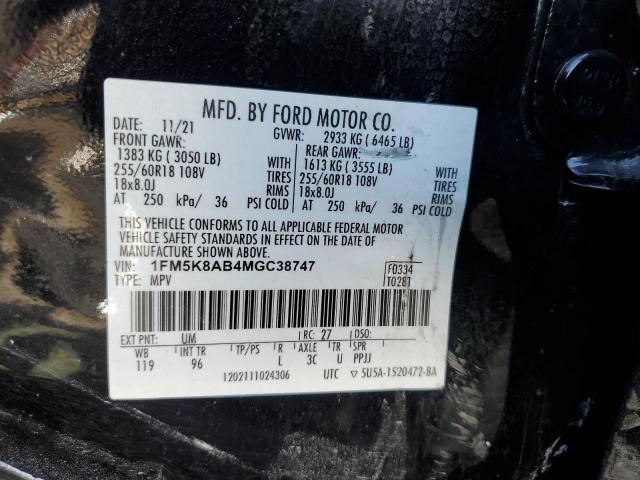 MFD. BY FORD MOTOR CO.
DATE: 11/21 GVWR: 2933 KG ( 6465 LB)
FRONT GAWR: REAR GAWR:
1383 KG ( 3050 LB) 1613 KG ( 3555 LB)
255/60R18 108V TIRES 255/60R18 108V TIRES
18x8.0J RIMS 18x8.0J RIMS
AT 250 kPa/ 36 PSI COLD AT 250 kPa/ 36 PSI COLD
THIS VEHICLE CONFORMS TO ALL APPLICABLE FEDERAL MOTOR
VEHICLE SAFETY STANDARDS IN EFFECT ON THE DATE OF
MANUFACTURE SHOWN ABOVE.
VIN: 1FM5K8AB4MGC38747 F0334
TYPE: MPV T0281
EXT PNT: UM RC: 27 DSO:
WB INT TR TP/PS R AXLE TR SPR
119 96 L 3C U PPJJ
1202111024306 UTC ▽ 5U5A-1520472-BA